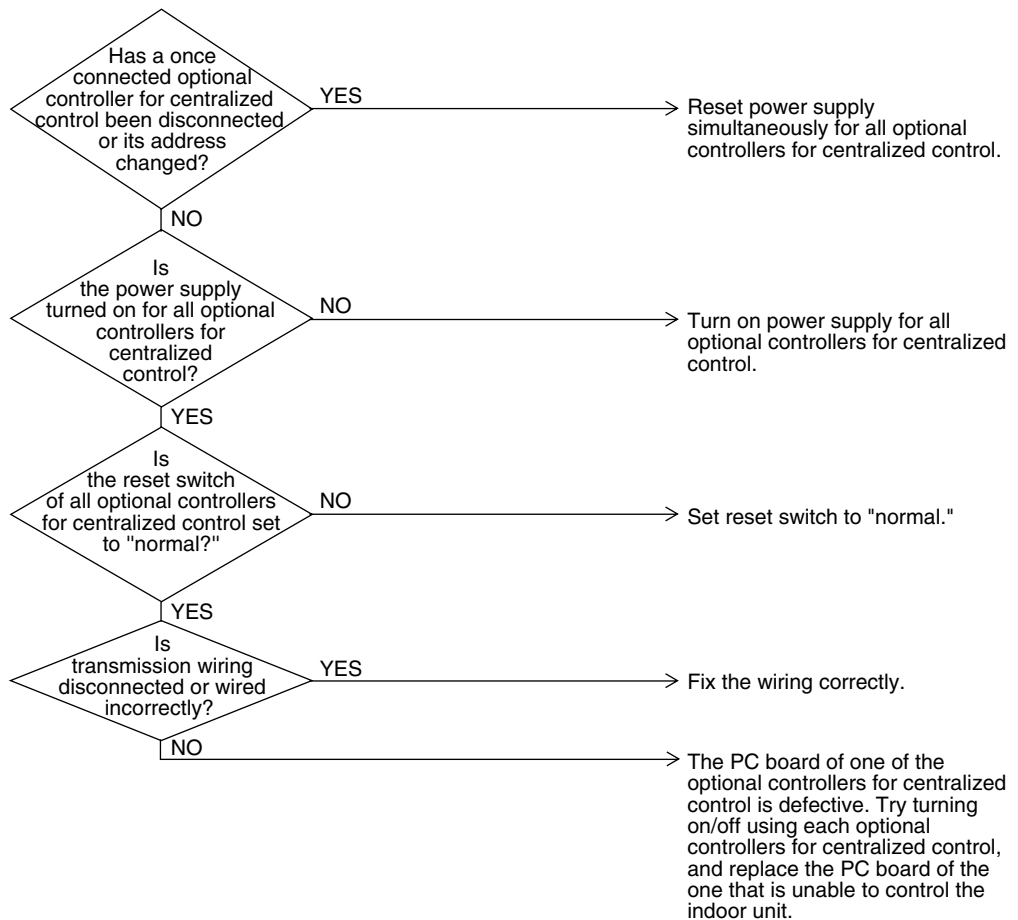 Has a once
connected optional
controller for centralized
control been disconnected
or its address
changed?
YES
Reset power supply
simultaneously for all optional
controllers for centralized control.
NO
Is
the power supply
turned on for all optional
controllers for
centralized
control?
NO
Turn on power supply for all
optional controllers for centralized
control.
YES
Is
the reset switch
of all optional controllers
for centralized control set
to "normal?"
NO
Set reset switch to "normal."
YES
Is
transmission wiring
disconnected or wired
incorrectly?
YES
Fix the wiring correctly.
NO
The PC board of one of the
optional controllers for centralized
control is defective. Try turning
on/off using each optional
controllers for centralized control,
and replace the PC board of the
one that is unable to control the
indoor unit.